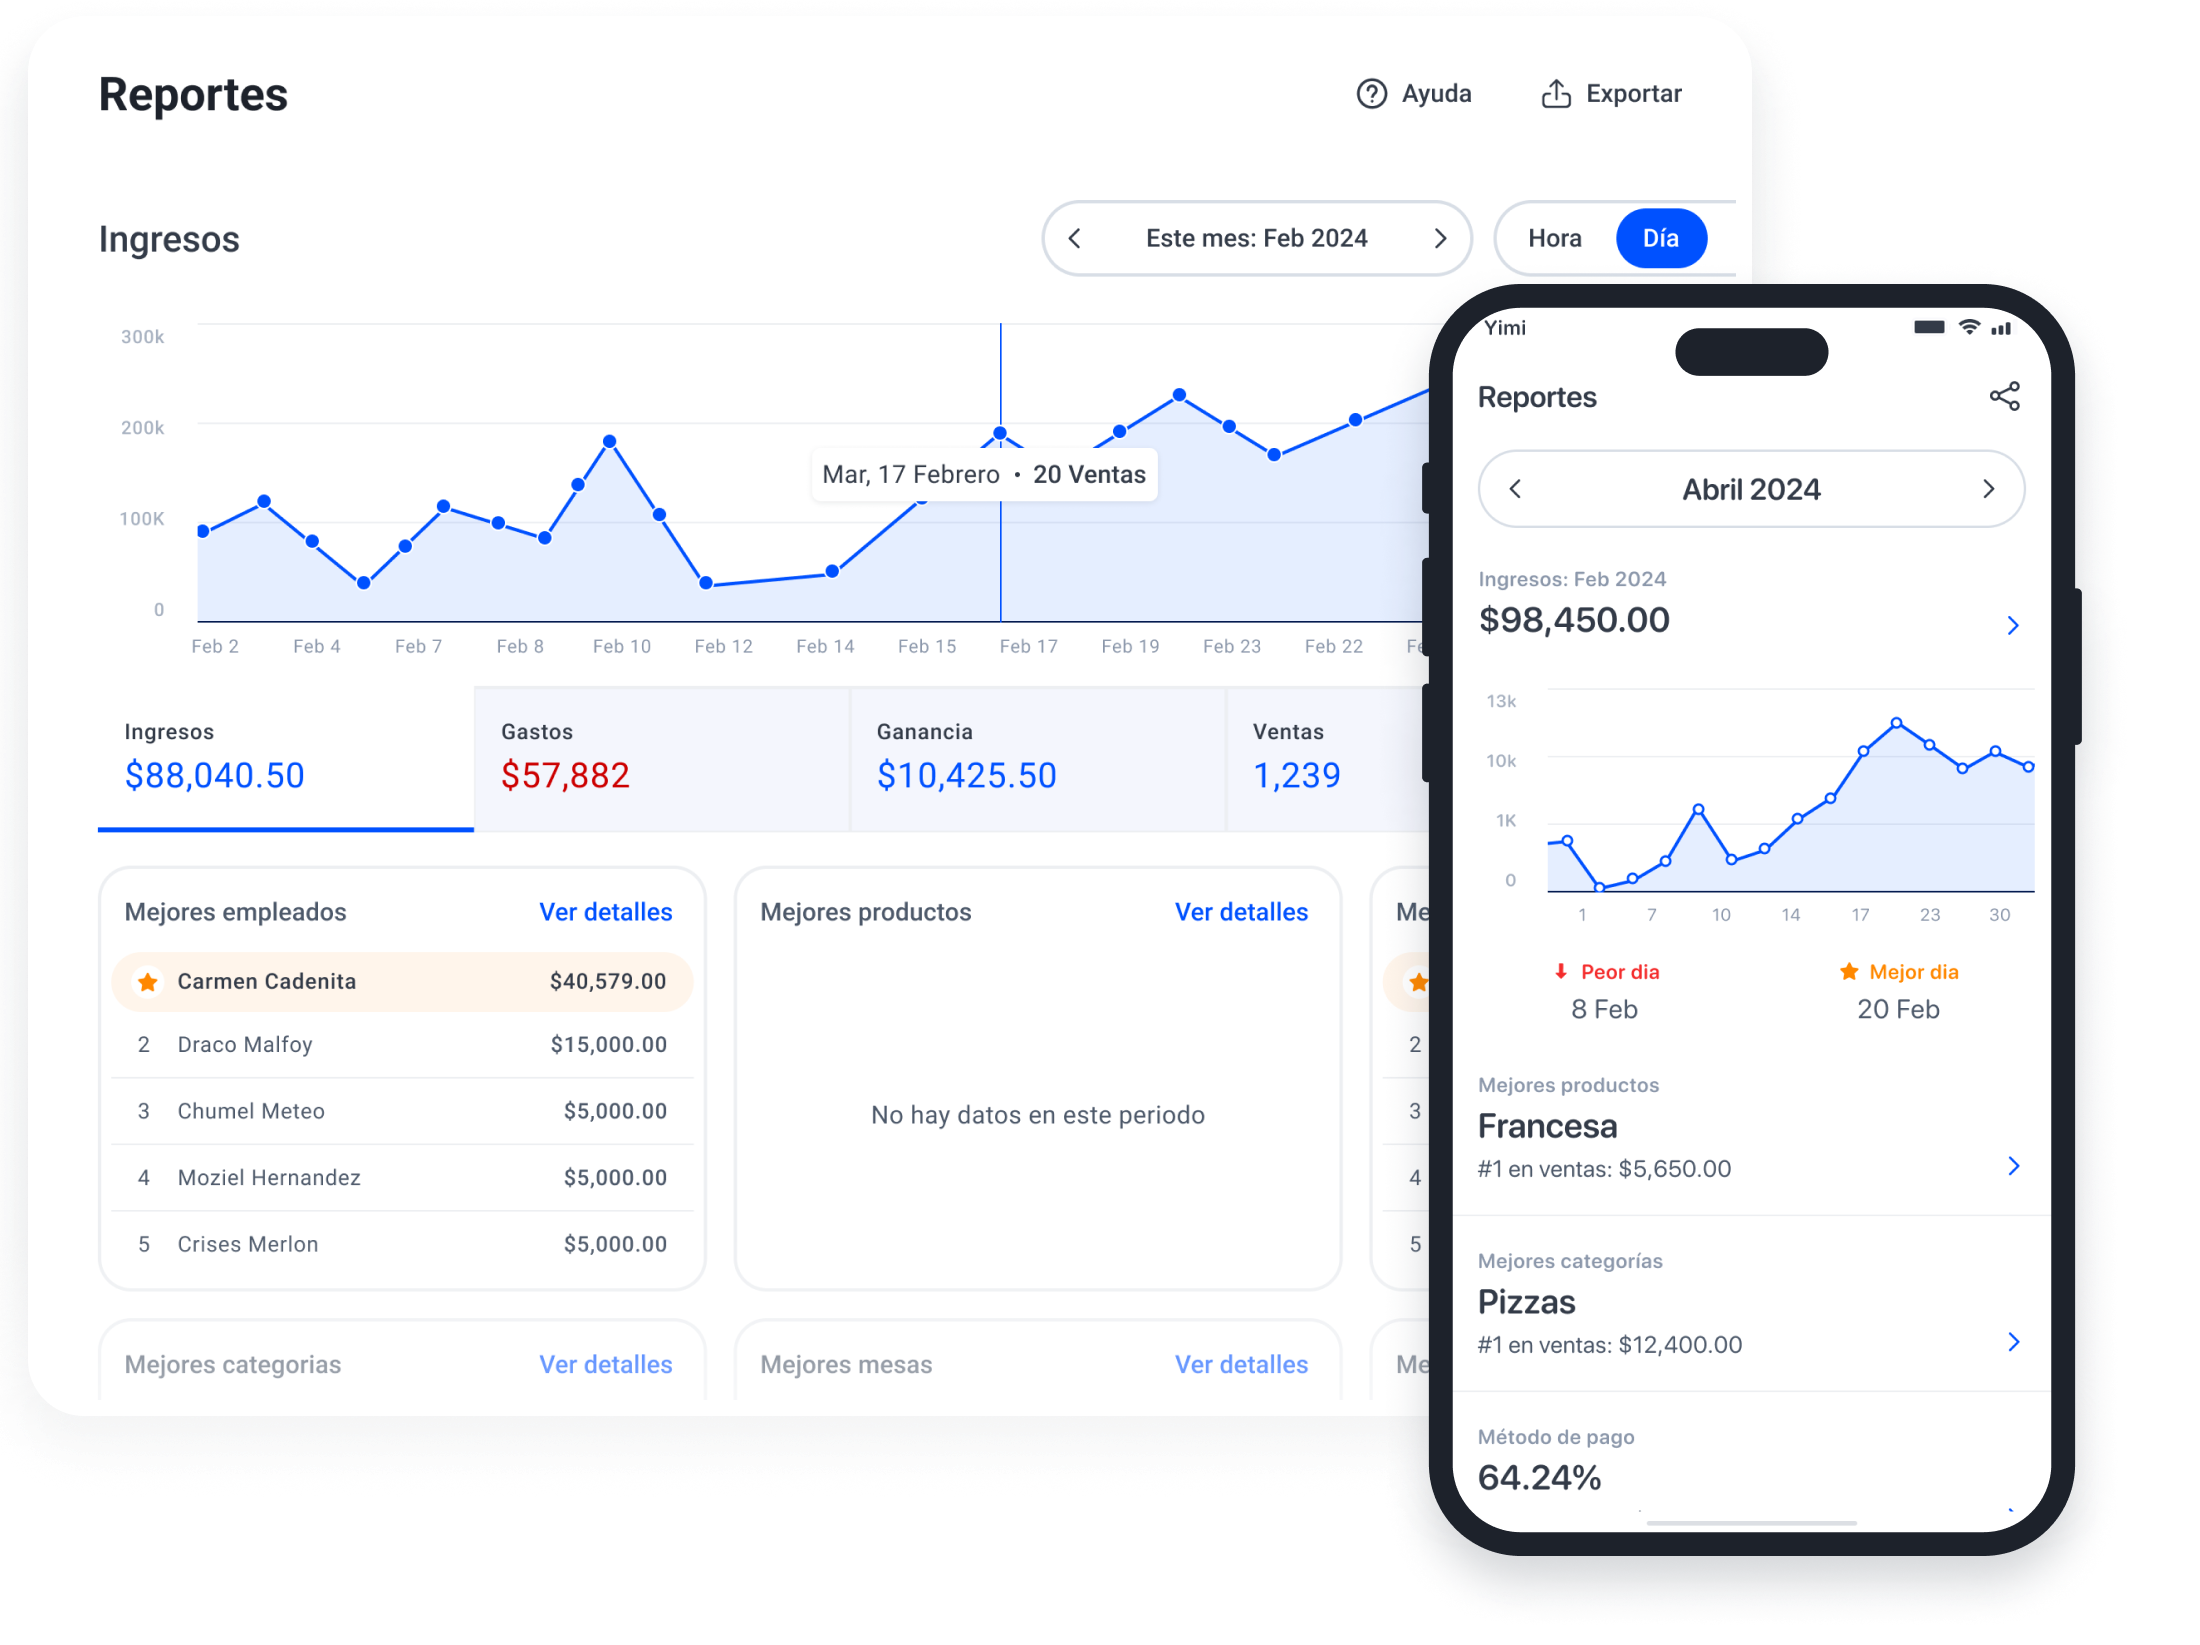 Reportes
Ayuda
Exportar
Ingresos
Este mes: Feb 2024
Hora
Día
300k
200k
100K
0
Mar, 17 Febrero • 20 Ventas
Feb 2 Feb 4 Feb 7 Feb 8 Feb 10 Feb 12 Feb 14 Feb 15 Feb 17 Feb 19 Feb 23 Feb 22
Ingresos
$88,040.50
Gastos
$57,882
Ganancia
$10,425.50
Ventas
1,239
Mejores empleados Ver detalles
Carmen Cadenita $40,579.00
2 Draco Malfoy $15,000.00
3 Chumel Meteo $5,000.00
4 Moziel Hernandez $5,000.00
5 Crises Merlon $5,000.00
Mejores productos Ver detalles
No hay datos en este periodo
Me
2
3
4
5
Mejores categorias Ver detalles
Mejores mesas Ver detalles
Me
Yimi
Reportes
Abril 2024
Ingresos: Feb 2024
$98,450.00
13k
10k
1K
0
1 7 10 14 17 23 30
Peor dia
8 Feb
Mejor dia
20 Feb
Mejores productos
Francesa
#1 en ventas: $5,650.00
Mejores categorías
Pizzas
#1 en ventas: $12,400.00
Método de pago
64.24%